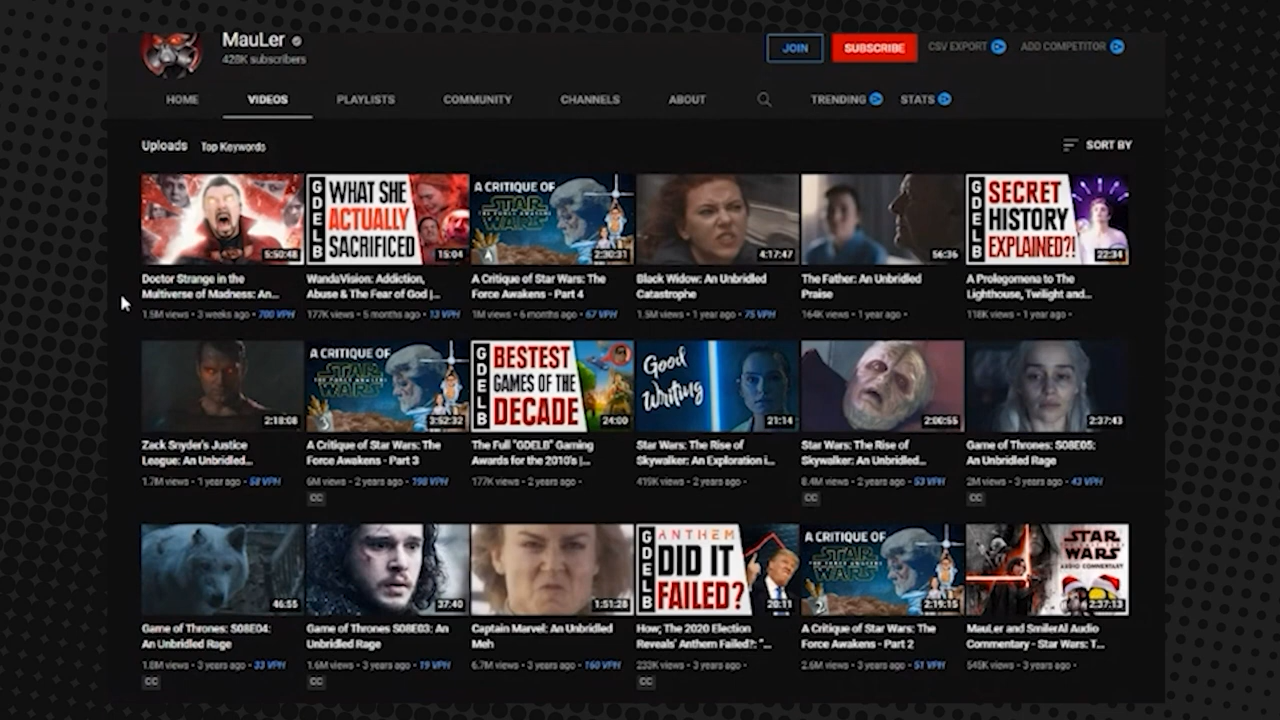 MauLer
428K subscribers
JOIN
SUBSCRIBE
CSV EXPORT
ADD COMPETITOR
HOME
VIDEOS
PLAYLISTS
COMMUNITY
CHANNELS
ABOUT
TRENDING
STATS
Uploads
Top Keywords
SORT BY
5:50:48
Doctor Strange in the
Multiverse of Madness: An...
1.5M views • 3 weeks ago • 700 VPH
GDELB
WHAT SHE
ACTUALLY
SACRIFICED
15:04
WandaVision: Addiction,
Abuse & The Fear of God |...
177K views • 5 months ago • 13 VPH
A CRITIQUE OF
STAR WARS
THE FORCE AWAKENS
2:30:31
A Critique of Star Wars: The
Force Awakens - Part 4
1M views • 6 months ago • 67 VPH
4:17:47
Black Widow: An Unbridled
Catastrophe
1.5M views • 1 year ago • 75 VPH
56:36
The Father: An Unbridled
Praise
164K views • 1 year ago •
GDELB
SECRET
HISTORY
EXPLAINED?!
22:34
A Prolegomena to The
Lighthouse, Twilight and...
118K views • 1 year ago •
2:18:08
Zack Snyder's Justice
League: An Unbridled...
1.7M views • 1 year ago • 58 VPH
A CRITIQUE OF
STAR WARS
THE FORCE AWAKENS
3:52:32
A Critique of Star Wars: The
Force Awakens - Part 3
6M views • 2 years ago • 198 VPH
CC
GDELB
BESTEST
GAMES OF THE
DECADE
24:00
The Full "GDELB" Gaming
Awards for the 2010's |...
177K views • 2 years ago •
Good
Writing
21:14
Star Wars: The Rise of
Skywalker: An Exploration i...
419K views • 2 years ago •
2:00:55
Star Wars: The Rise of
Skywalker: An Unbridled...
8.4M views • 2 years ago • 53 VPH
CC
2:37:43
Game of Thrones: S08E05:
An Unbridled Rage
2M views • 3 years ago • 43 VPH
CC
46:55
Game of Thrones: S08E04:
An Unbridled Rage
1.8M views • 3 years ago • 33 VPH
CC
37:40
Game of Thrones S08E03: An
Unbridled Rage
1.6M views • 3 years ago • 19 VPH
CC
1:51:28
Captain Marvel: An Unbridled
Meh
6.7M views • 3 years ago • 160 VPH
GDELB
ANTHEM
DID IT
FAILED?
20:11
How; The 2020 Election
Reveals' Anthem Failed?: "...
233K views • 3 years ago •
CC
A CRITIQUE OF
STAR WARS
THE FORCE AWAKENS
2:19:15
A Critique of Star Wars: The
Force Awakens - Part 2
2.6M views • 3 years ago • 51 VPH
STAR
WARS
AUDIO COMMENTARY
2:37:13
MauLer and SmilerAl Audio
Commentary - Star Wars: T...
545K views • 3 years ago •